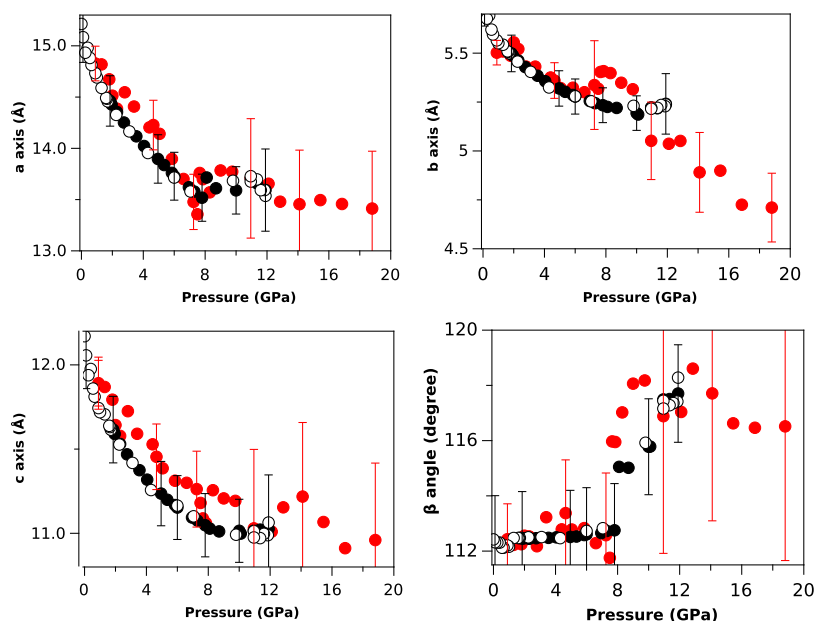 15.0
14.0
13.0
a axis (Å)
0 4 8 12 16 20
Pressure (GPa)
5.5
5
4.5
b axis (Å)
0 4 8 12 16 20
Pressure (GPa)
12.0
11.0
c axis (Å)
0 4 8 12 16 20
Pressure (GPa)
120
116
112
β angle (degree)
0 4 8 12 16 20
Pressure (GPa)